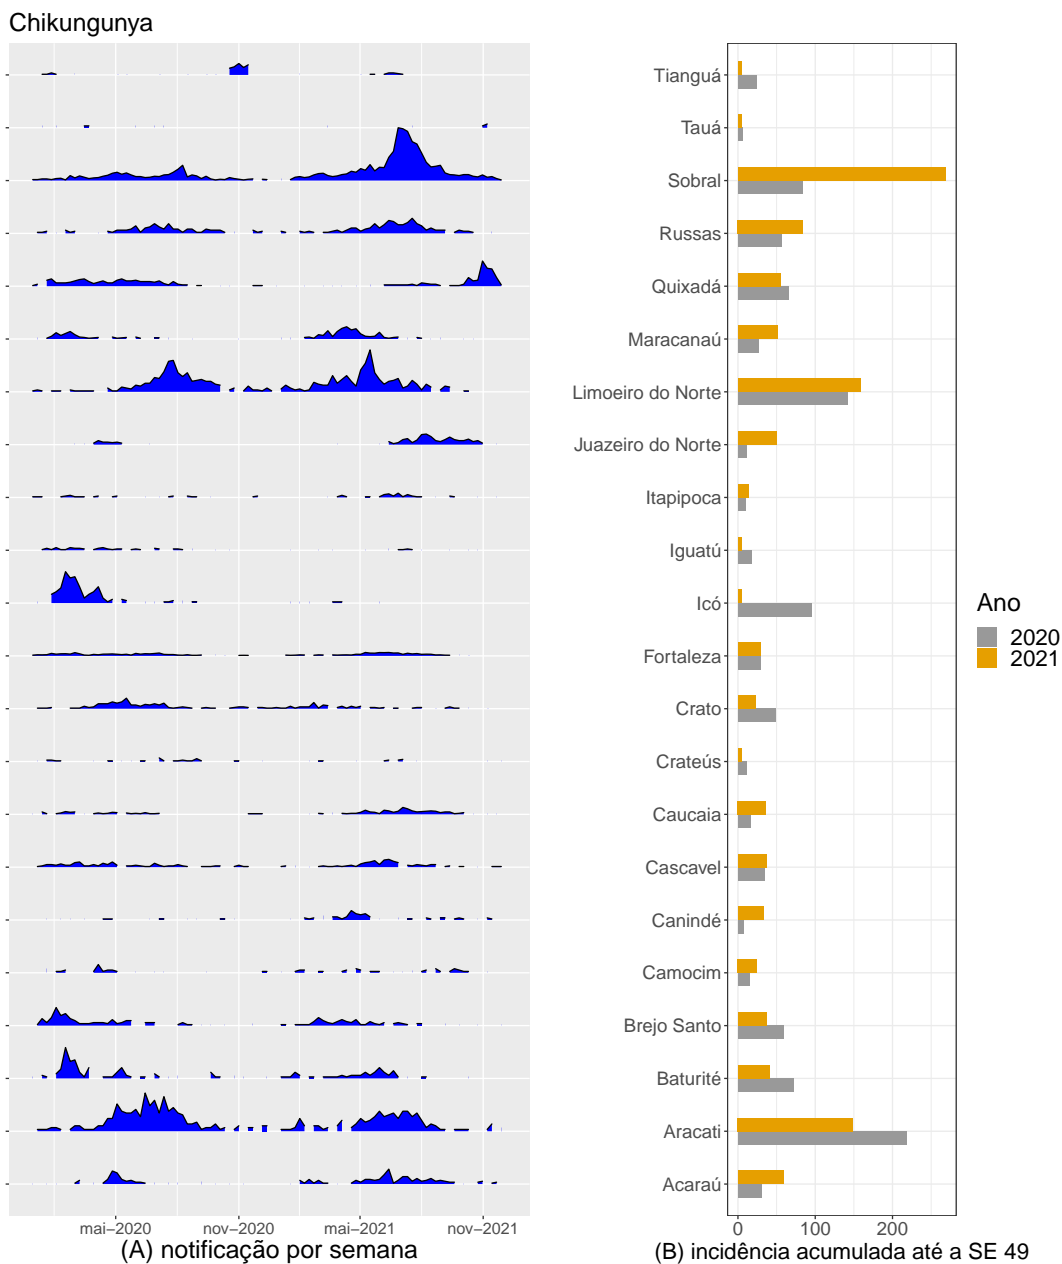 Chikungunya
Tianguá
Tauá
Sobral
Russas
Quixadá
Maracanaú
Limoeiro do Norte
Juazeiro do Norte
Itapipoca
Iguatú
Icó
Fortaleza
Crato
Crateús
Caucaia
Cascavel
Canindé
Camocim
Brejo Santo
Baturité
Aracati
Acaraú
Ano
2020
2021
mai–2020 nov–2020 mai–2021 nov–2021
(A) notificação por semana
0 100 200
(B) incidência acumulada até a SE 49